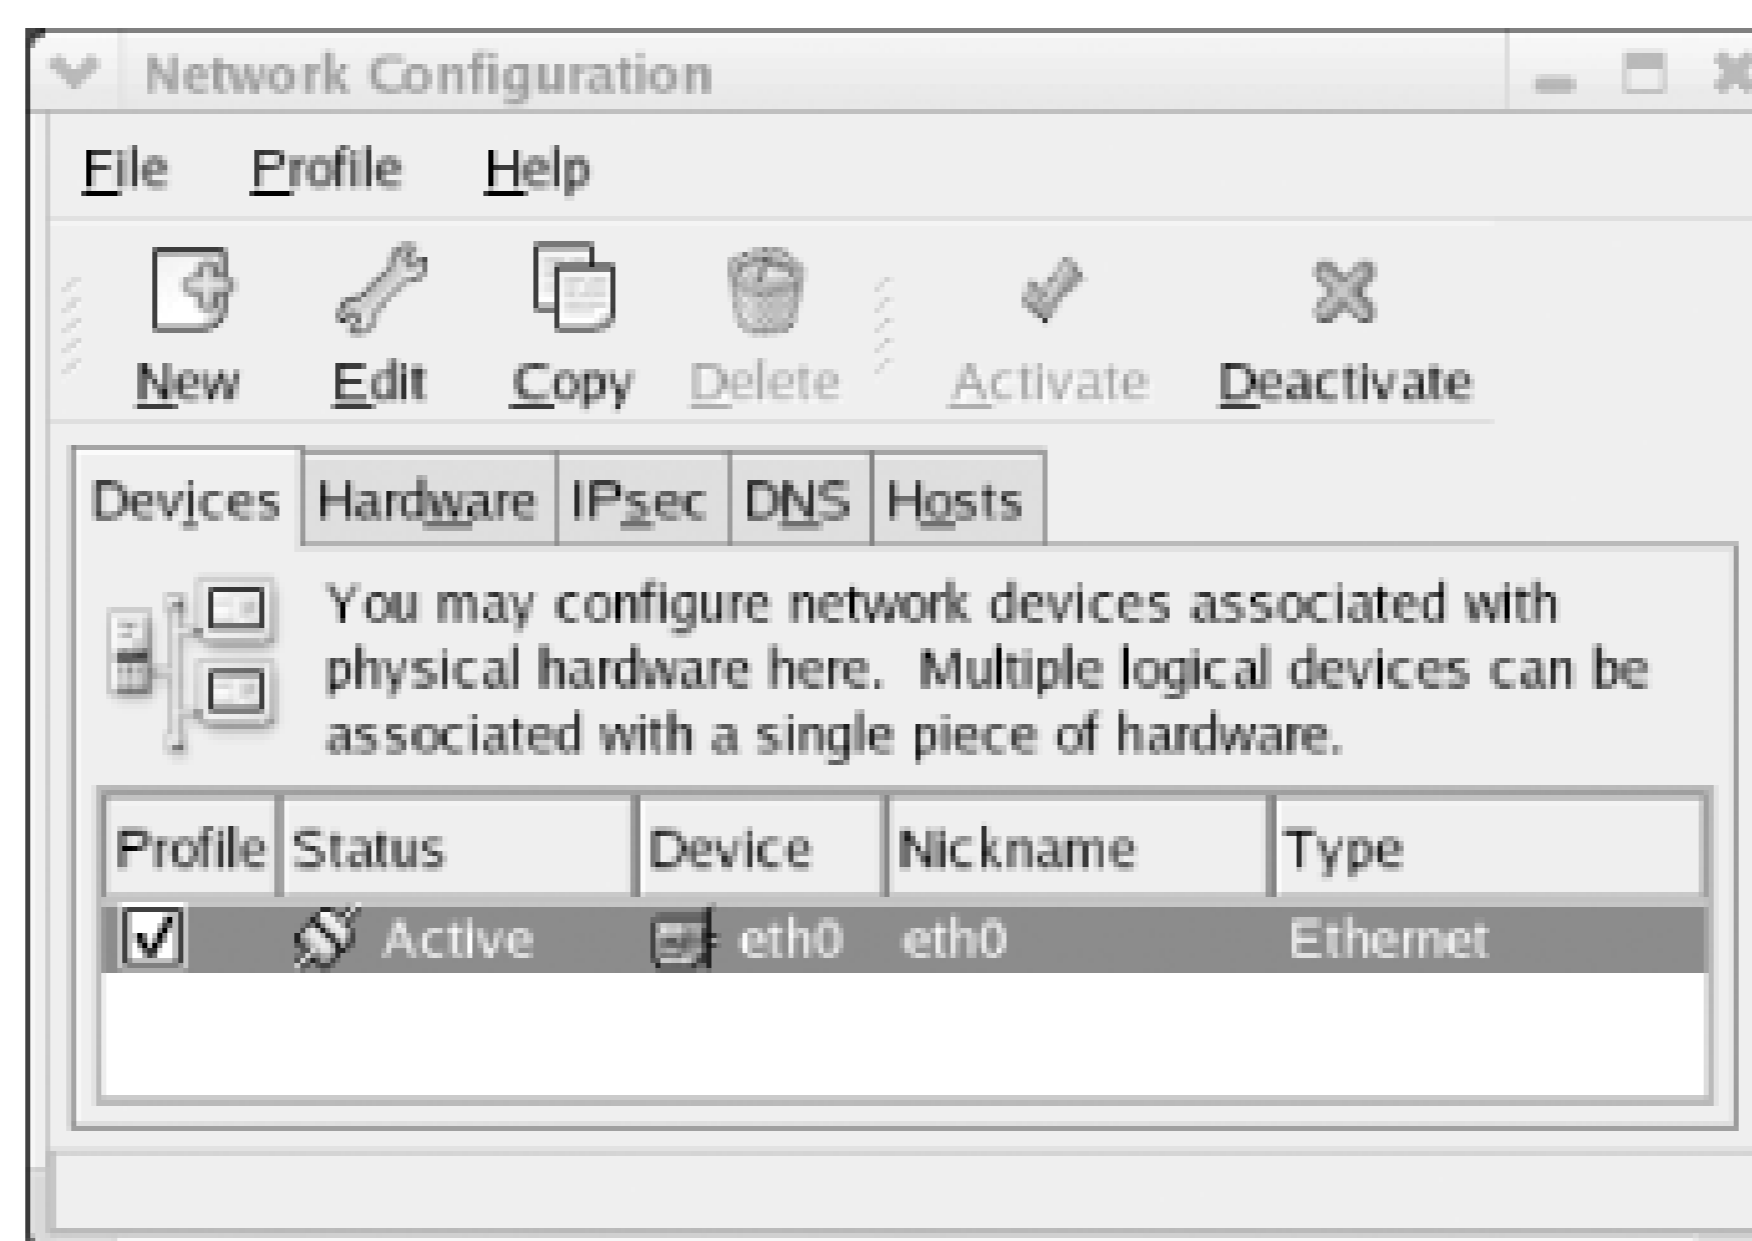 Network Configuration
File Profile Help
New Edit Copy Delete Activate Deactivate
Devices Hardware IPsec DNS Hosts
You may configure network devices associated with
physical hardware here. Multiple logical devices can be
associated with a single piece of hardware.
Profile Status Device Nickname Type
Active eth0 eth0 Ethernet